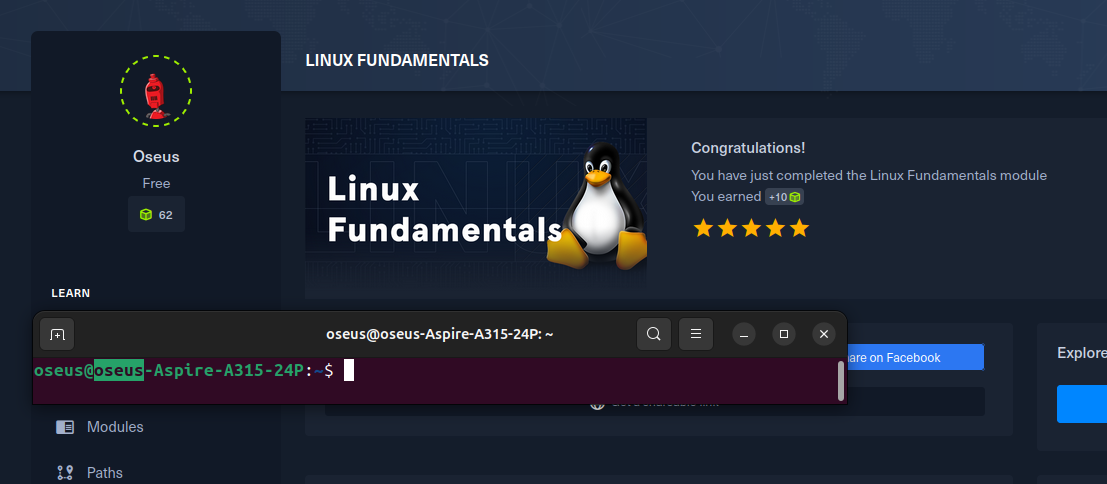 LINUX FUNDAMENTALS
Oseus
Free
62
LEARN
Linux
Fundamentals
Congratulations!
You have just completed the Linux Fundamentals module
You earned +10
oseus@oseus-Aspire-A315-24P: ~
oseus@oseus-Aspire-A315-24P:~$
are on Facebook
Explore
Modules
Paths